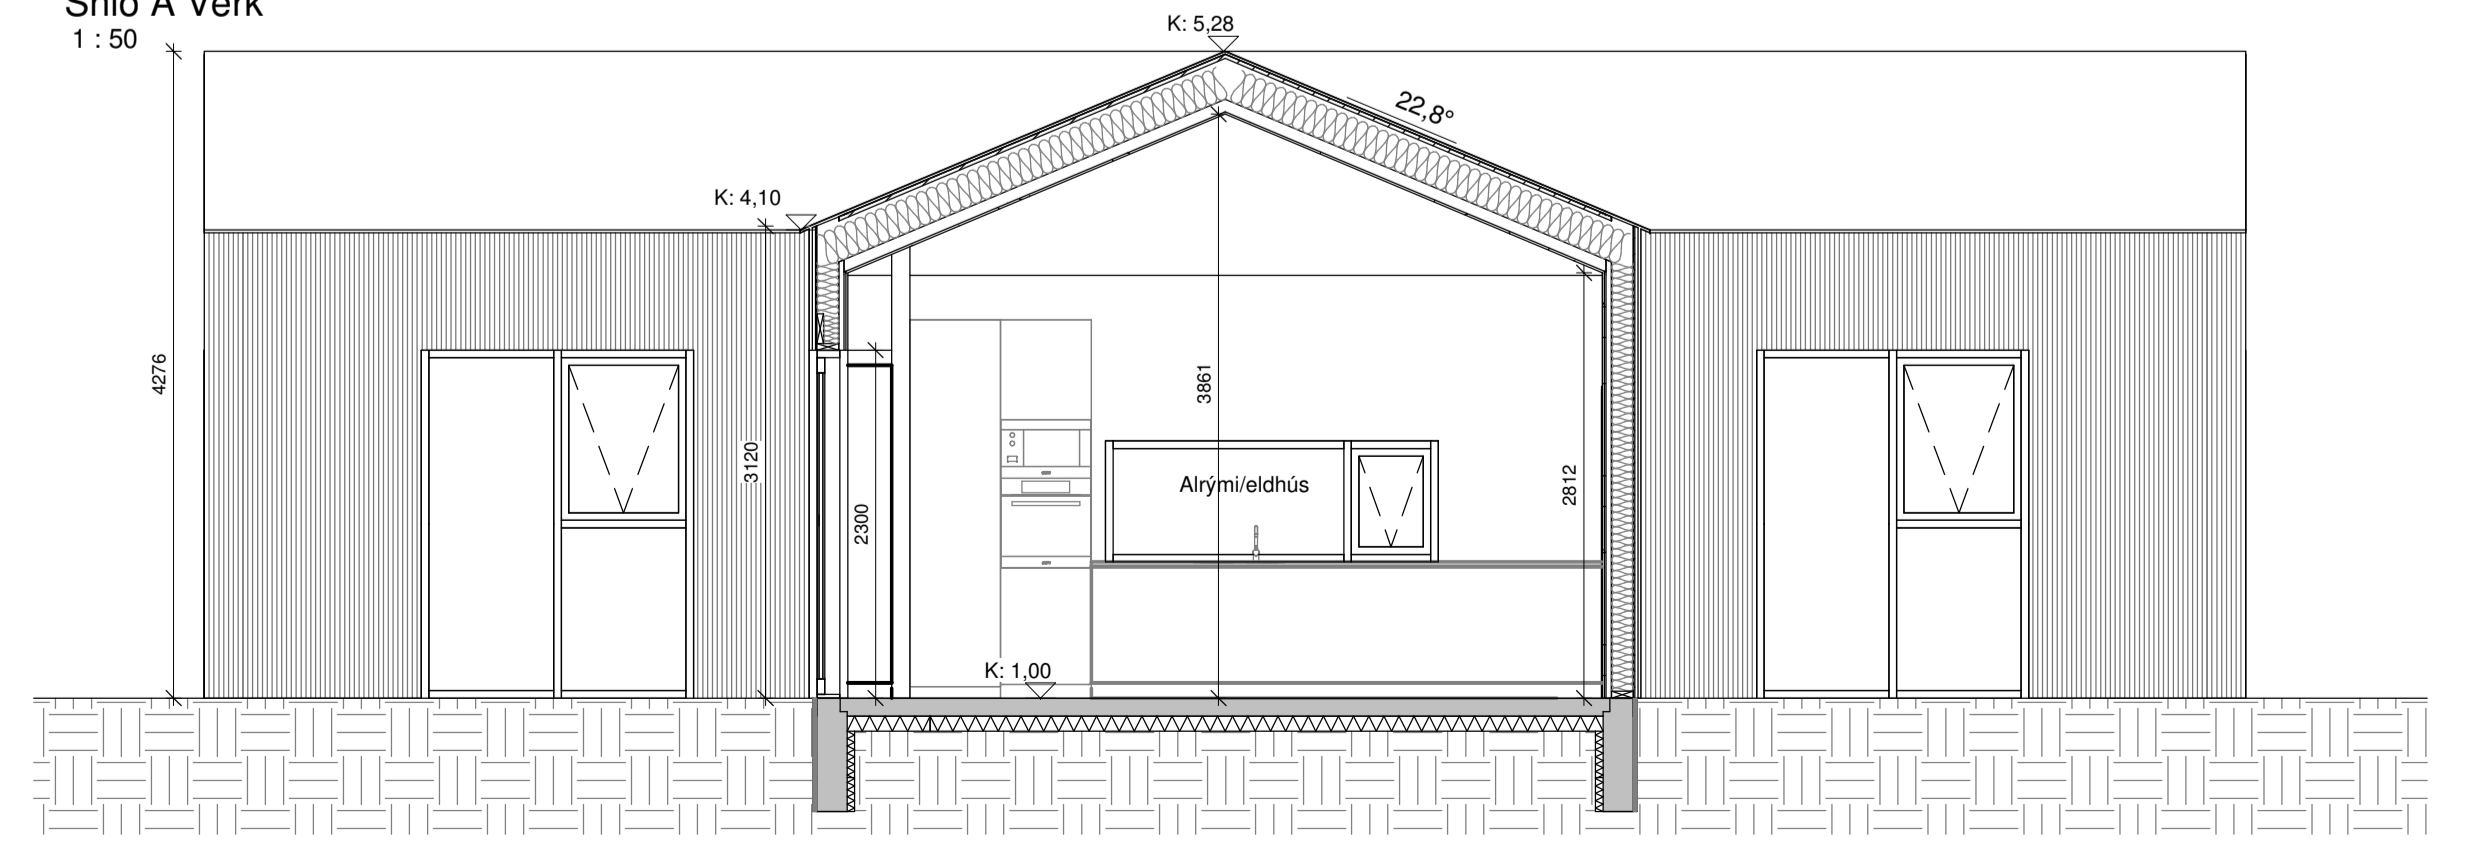 Snið A Verk
1 : 50
K: 5,28
22,8°
K: 4,10
4276
3120
2300
3861
2812
Alrými/eldhús
K: 1,00